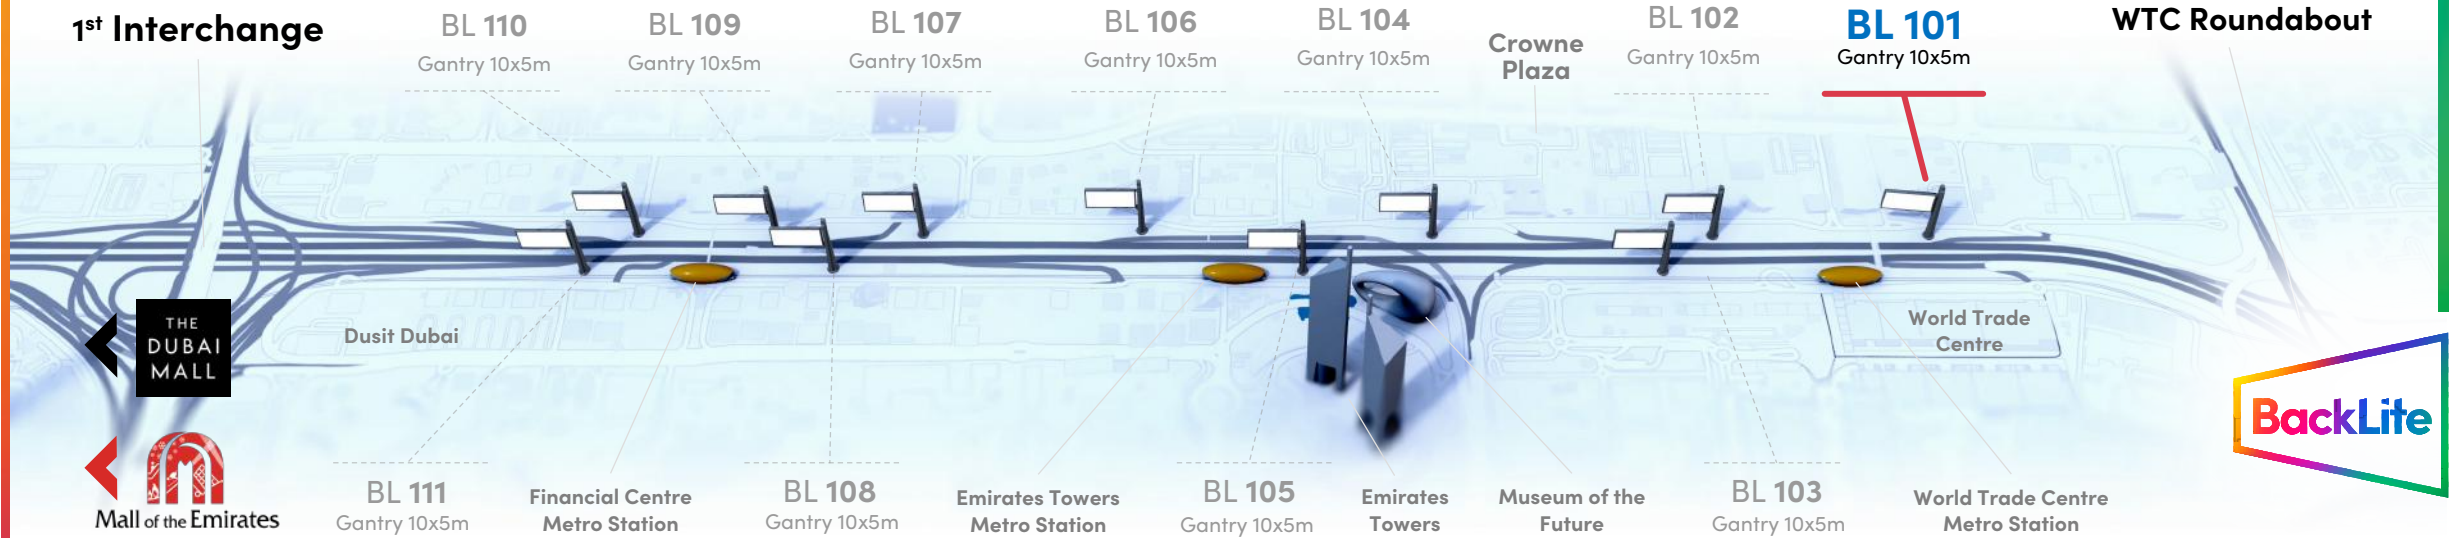 1st Interchange
BL 110
Gantry 10x5m
BL 109
Gantry 10x5m
BL 107
Gantry 10x5m
BL 106
Gantry 10x5m
BL 104
Gantry 10x5m
Crowne
Plaza
BL 102
Gantry 10x5m
BL 101
Gantry 10x5m
WTC Roundabout
THE
DUBAI
MALL
Dusit Dubai
World Trade
Centre
BackLite
Mall of the Emirates
BL 111
Gantry 10x5m
Financial Centre
Metro Station
BL 108
Gantry 10x5m
Emirates Towers
Metro Station
BL 105
Gantry 10x5m
Emirates
Towers
Museum of the
Future
BL 103
Gantry 10x5m
World Trade Centre
Metro Station